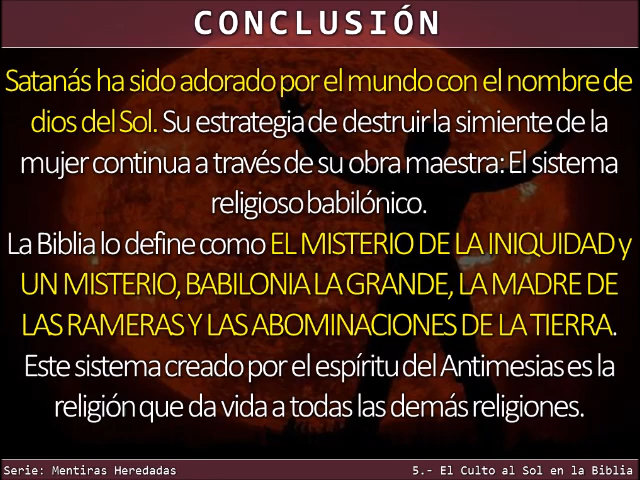 CONCLUSIÓN
Satanás ha sido adorado por el mundo con el nombre de
dios del Sol. Su estrategia de destruir la simiente de la
mujer continua a través de su obra maestra: El sistema
religioso babilónico.
La Biblia lo define como EL MISTERIO DE LA INIQUIDAD y
UN MISTERIO, BABILONIA LA GRANDE, LA MADRE DE
LAS RAMERAS Y LAS ABOMINACIONES DE LA TIERRA.
Este sistema creado por el espíritu del Antimesias es la
religión que da vida a todas las demás religiones.
Serie: Mentiras Heredadas
5.- El Culto al Sol en la Biblia